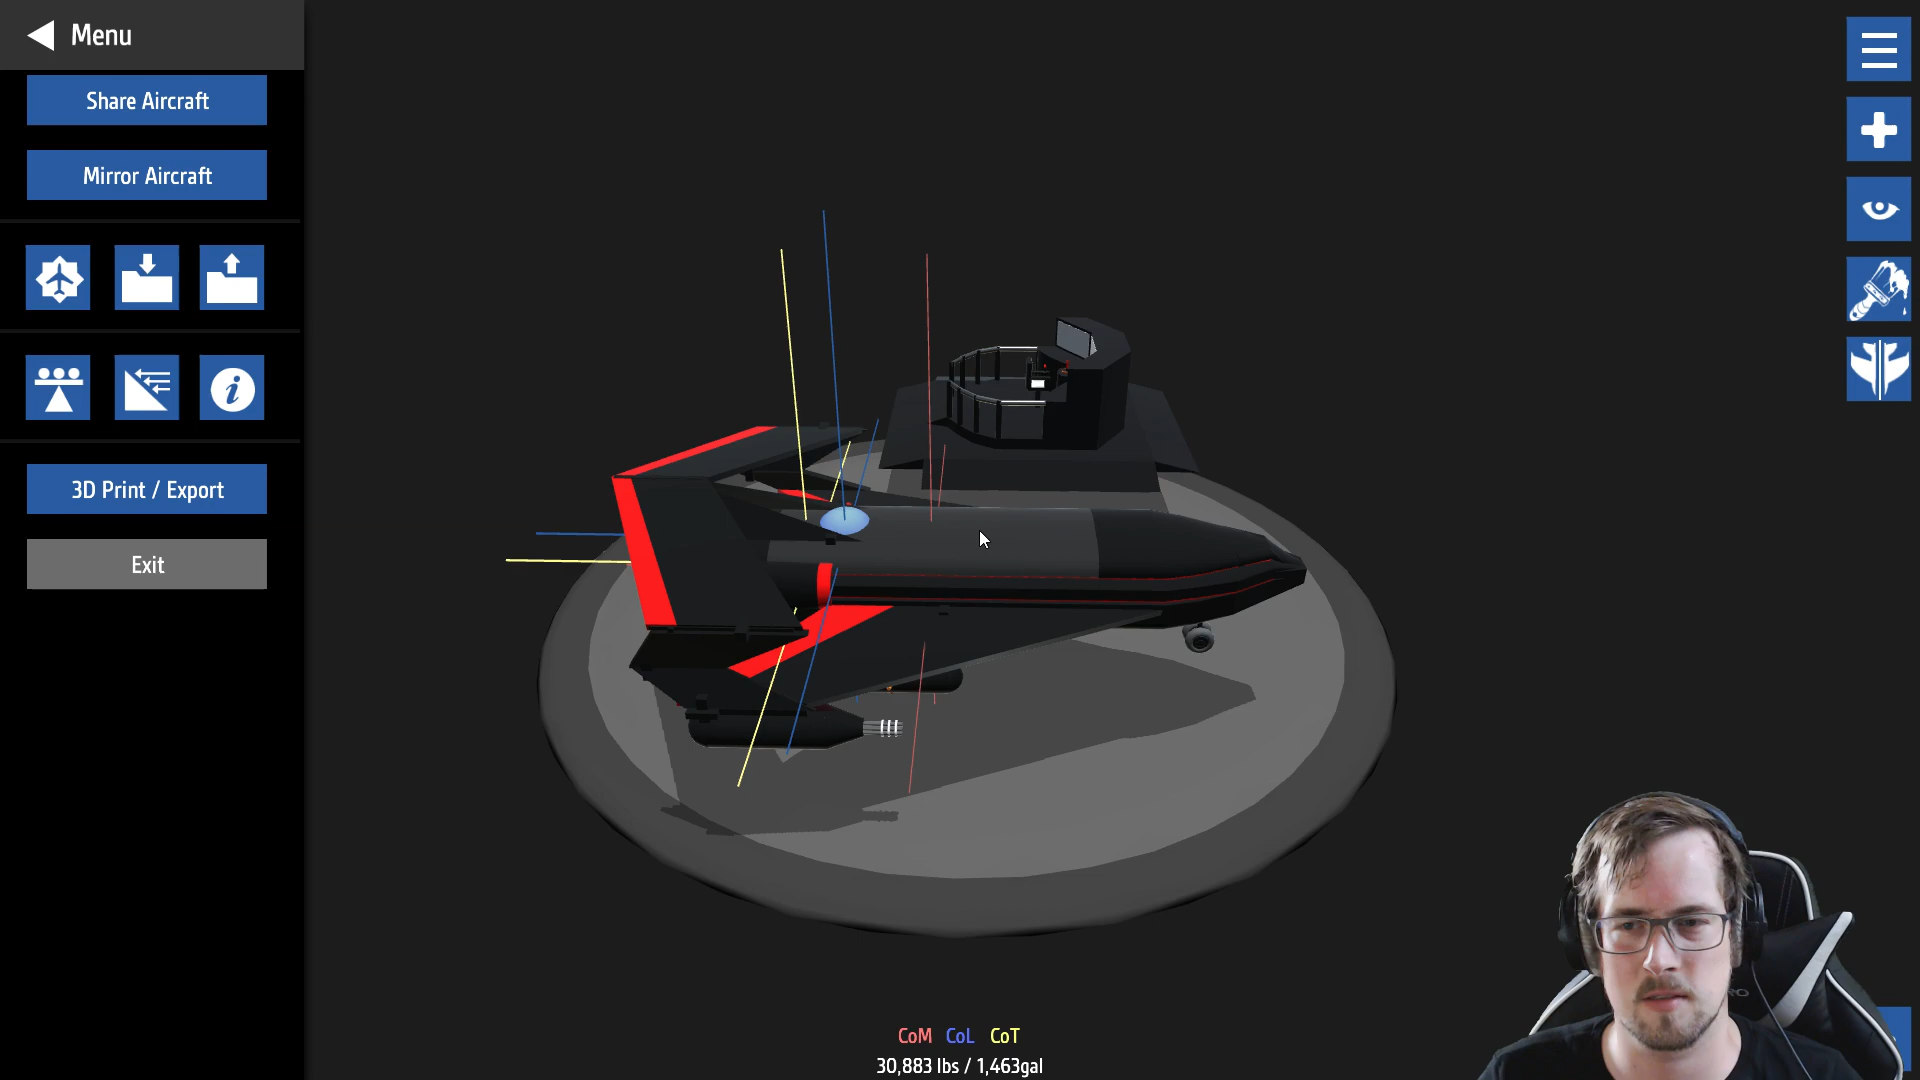 Menu
Share Aircraft
Mirror Aircraft
3D Print / Export
Exit
CoM CoL CoT
30,883 lbs / 1,463gal